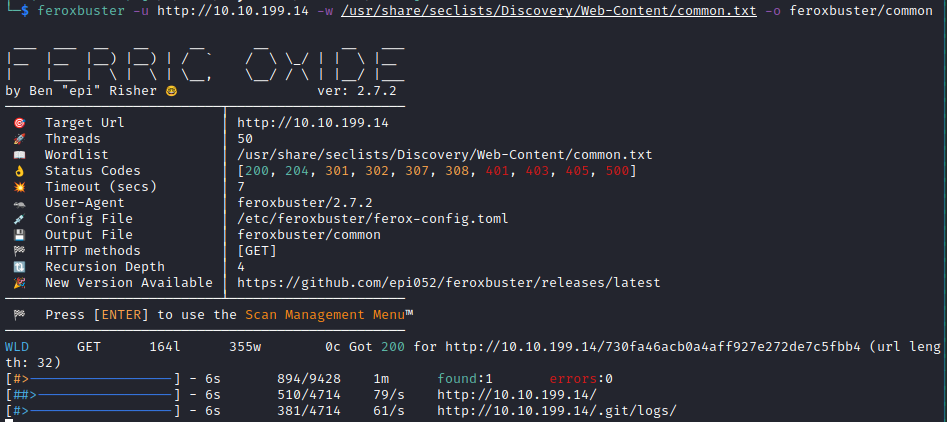 └─$ feroxbuster -u http://10.10.199.14 -w /usr/share/seclists/Discovery/Web-Content/common.txt -o feroxbuster/common
FERRIC OXIDE
by Ben "epi" Risher 🤓 ver: 2.7.2
🎯 Target Url │ http://10.10.199.14
🚀 Threads │ 50
📖 Wordlist │ /usr/share/seclists/Discovery/Web-Content/common.txt
👌 Status Codes │ [200, 204, 301, 302, 307, 308, 401, 403, 405, 500]
💥 Timeout (secs) │ 7
🦡 User-Agent │ feroxbuster/2.7.2
💉 Config File │ /etc/feroxbuster/ferox-config.toml
💾 Output File │ feroxbuster/common
🏁 HTTP methods │ [GET]
🔃 Recursion Depth │ 4
🎉 New Version Available │ https://github.com/epi052/feroxbuster/releases/latest
🏁 Press [ENTER] to use the Scan Management Menu™
WLD GET 164l 355w 0c Got 200 for http://10.10.199.14/730fa46acb0a4aff927e272de7c5fbb4 (url leng
th: 32)
[#>------------------] - 6s 894/9428 1m found:1 errors:0
[##>-----------------] - 6s 510/4714 79/s http://10.10.199.14/
[#>------------------] - 6s 381/4714 61/s http://10.10.199.14/.git/logs/